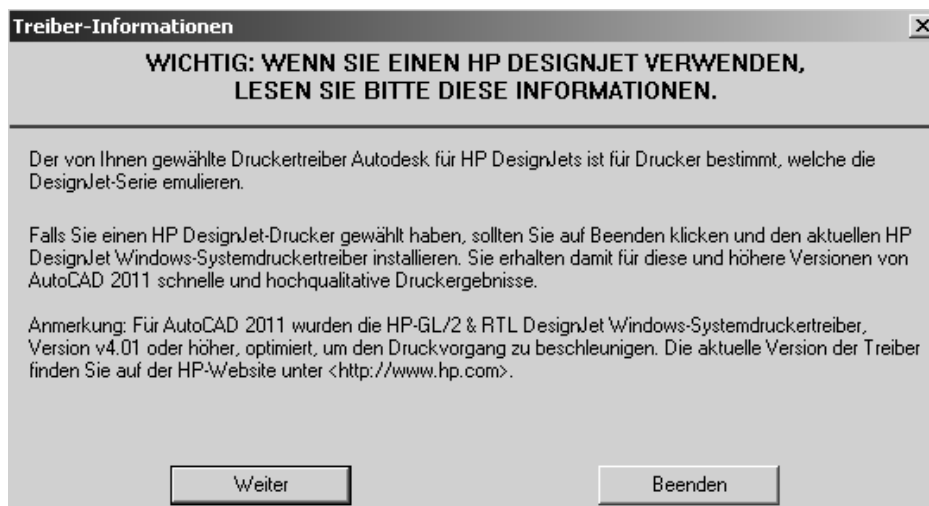 Treiber-Informationen
WICHTIG: WENN SIE EINEN HP DESIGNJET VERWENDEN,
LESEN SIE BITTE DIESE INFORMATIONEN.
Der von Ihnen gewählte Druckertreiber Autodesk für HP DesignJets ist für Drucker bestimmt, welche die
DesignJet-Serie emulieren.
Falls Sie einen HP DesignJet-Drucker gewählt haben, sollten Sie auf Beenden klicken und den aktuellen HP
DesignJet Windows-Systemdruckertreiber installieren. Sie erhalten damit für diese und höhere Versionen von
AutoCAD 2011 schnelle und hochqualitative Druckergebnisse.
Anmerkung: Für AutoCAD 2011 wurden die HP-GL/2 & RTL DesignJet Windows-Systemdruckertreiber,
Version v4.01 oder höher, optimiert, um den Druckvorgang zu beschleunigen. Die aktuelle Version der Treiber
finden Sie auf der HP-Website unter <http://www.hp.com>.
Weiter
Beenden